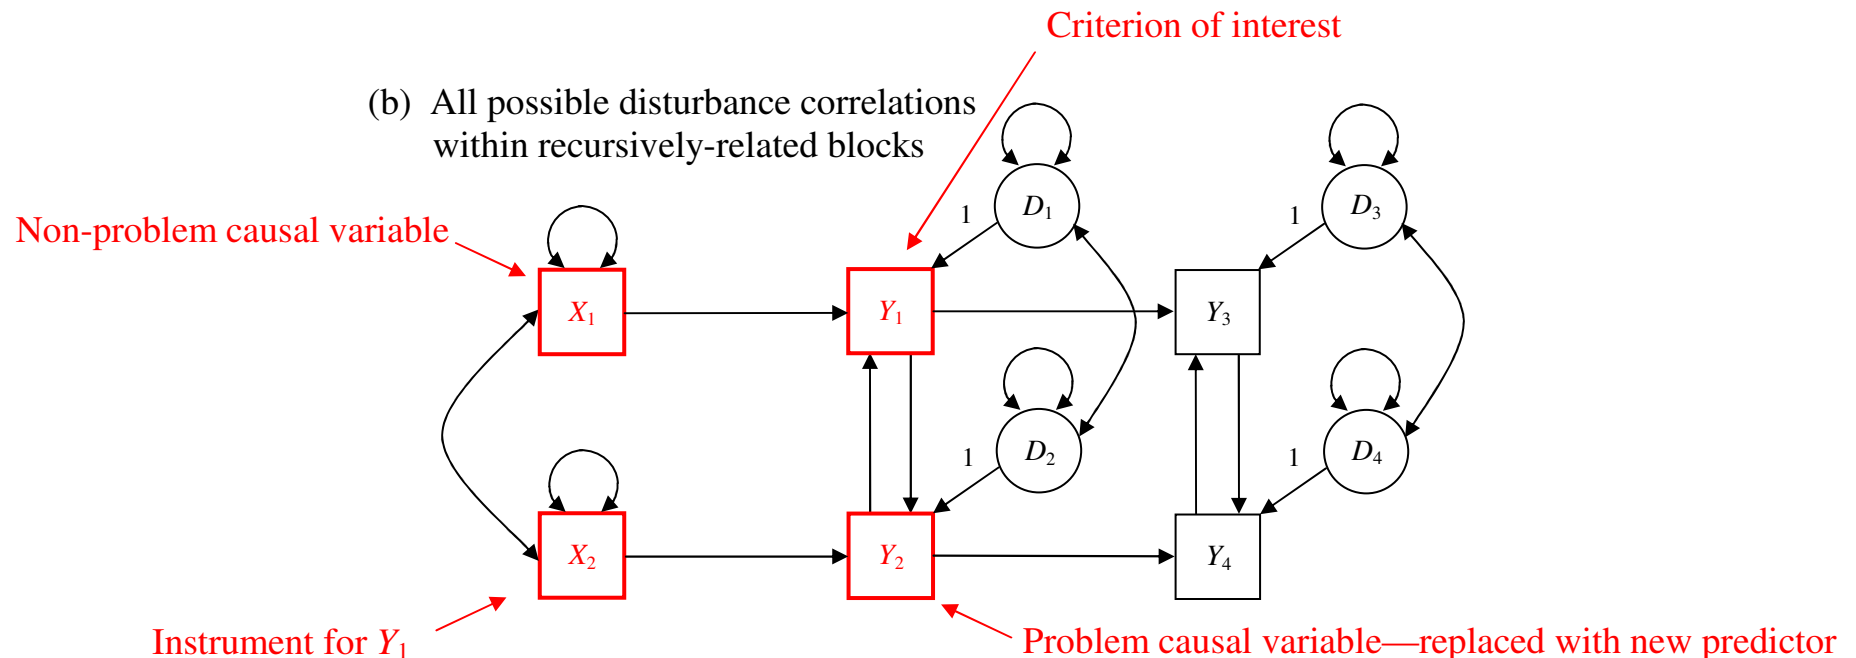 Criterion of interest
(b) All possible disturbance correlations
within recursively-related blocks
Non-problem causal variable
1 D₁
1 D₃
X₁ Y₁ Y₃
1 D₂
1 D₄
X₂ Y₂ Y₄
Instrument for Y₁
Problem causal variable—replaced with new predictor